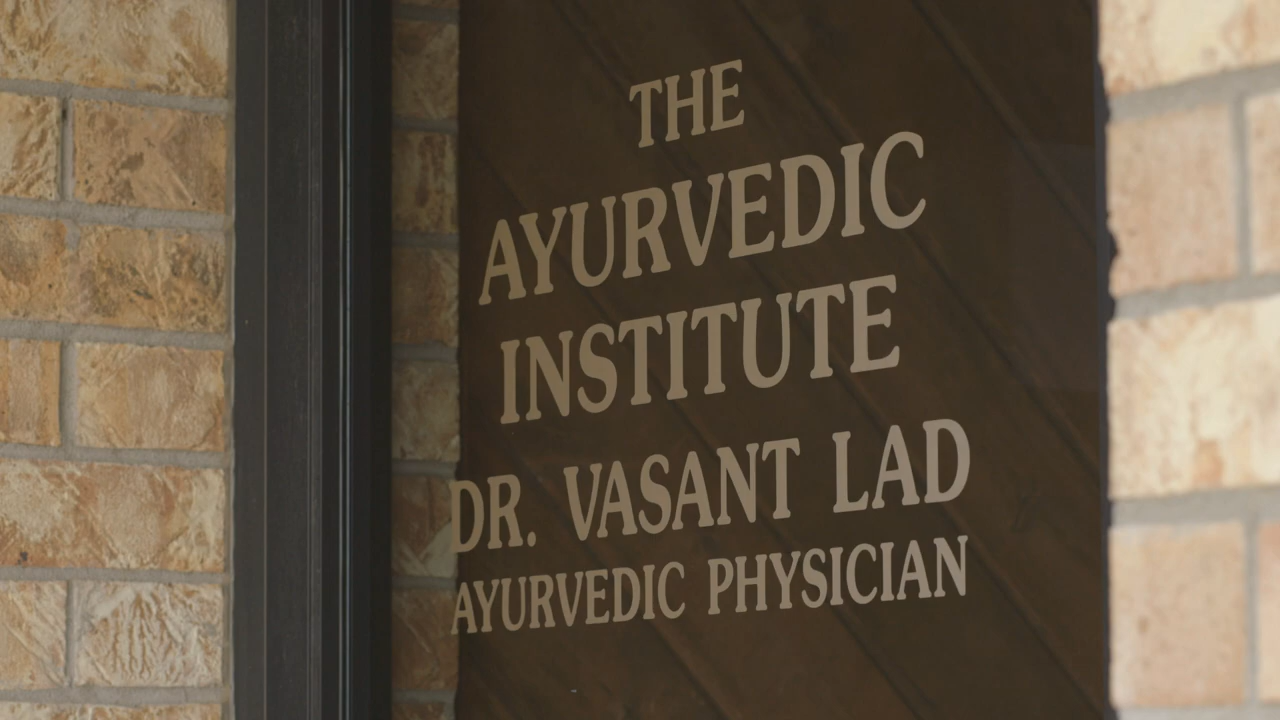 THE
AYURVEDIC
INSTITUTE
DR. VASANT LAD
AYURVEDIC PHYSICIAN